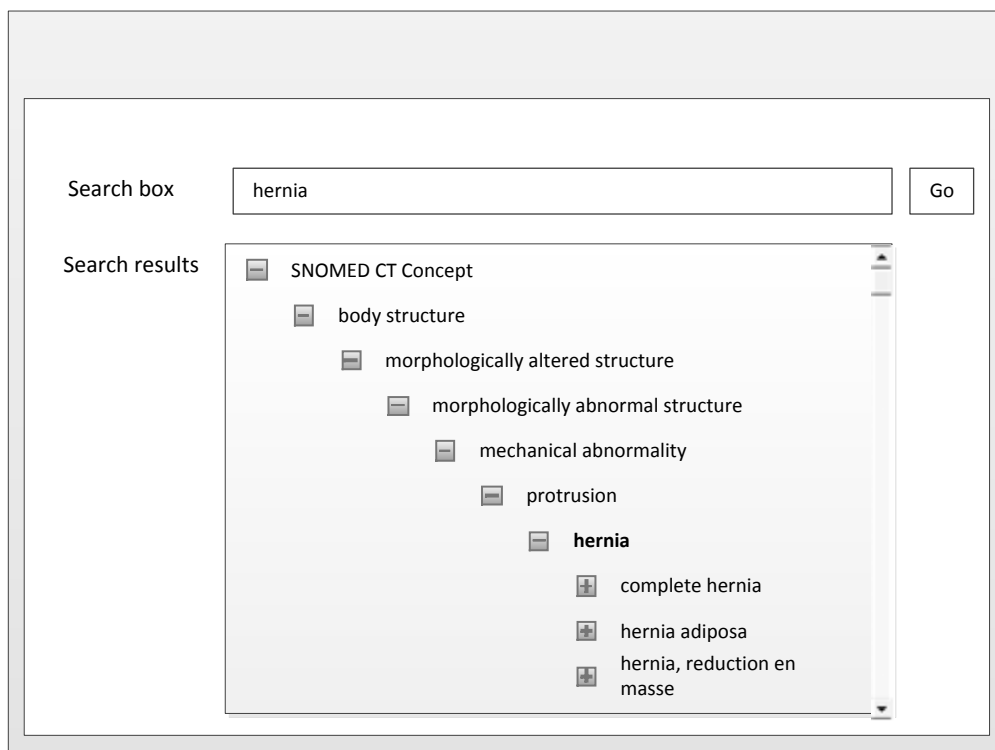 Search box
hernia
Go
Search results
SNOMED CT Concept
body structure
morphologically altered structure
morphologically abnormal structure
mechanical abnormality
protrusion
hernia
complete hernia
hernia adiposa
hernia, reduction en
masse